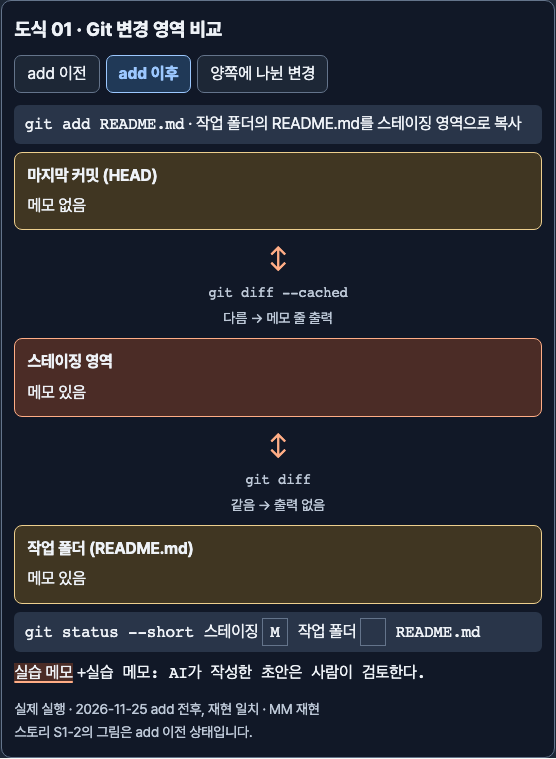 도식 01 · Git 변경 영역 비교
add 이전 add 이후 양쪽에 나뉜 변경
git add README.md · 작업 폴더의 README.md를 스테이징 영역으로 복사
마지막 커밋 (HEAD)
메모 없음
↕
git diff --cached
다름 → 메모 줄 출력
스테이징 영역
메모 있음
↕
git diff
같음 → 출력 없음
작업 폴더 (README.md)
메모 있음
git status --short 스테이징 M 작업 폴더 README.md
실습 메모 +실습 메모: AI가 작성한 초안은 사람이 검토한다.
실제 실행 · 2026-11-25 add 전후, 재현 일치 · MM 재현
스토리 S1-2의 그림은 add 이전 상태입니다.